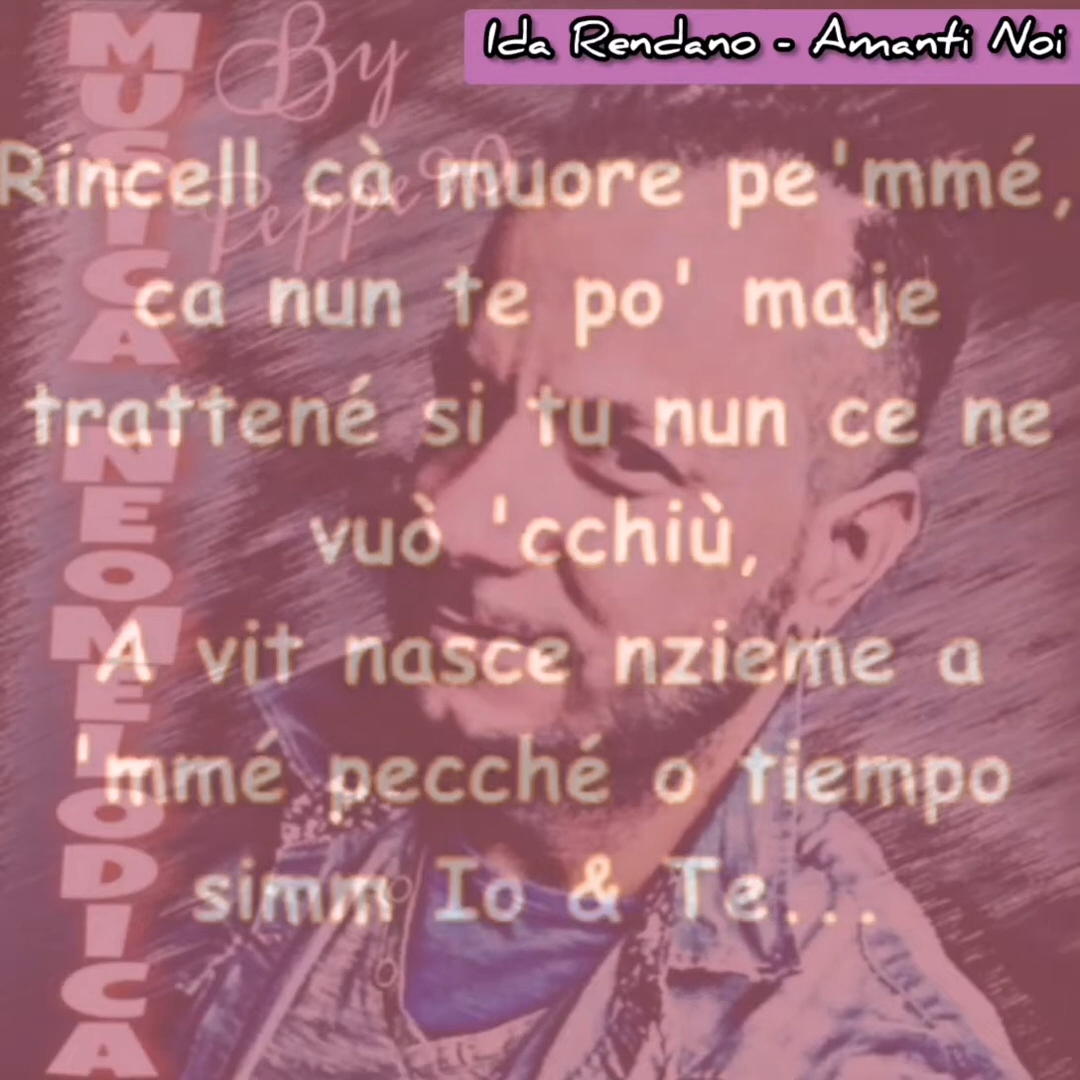 Ida Rendano - Amanti Noi
By
Peppe
MUSICA NEOMELODICA
Rincell cà muore pe'mmé,
ca nun te po' maje
trattené si tu nun ce ne
vuò 'cchiù,
A vit nasce nzieme a
'mmé pecché o tiempo
simm Io & Te...